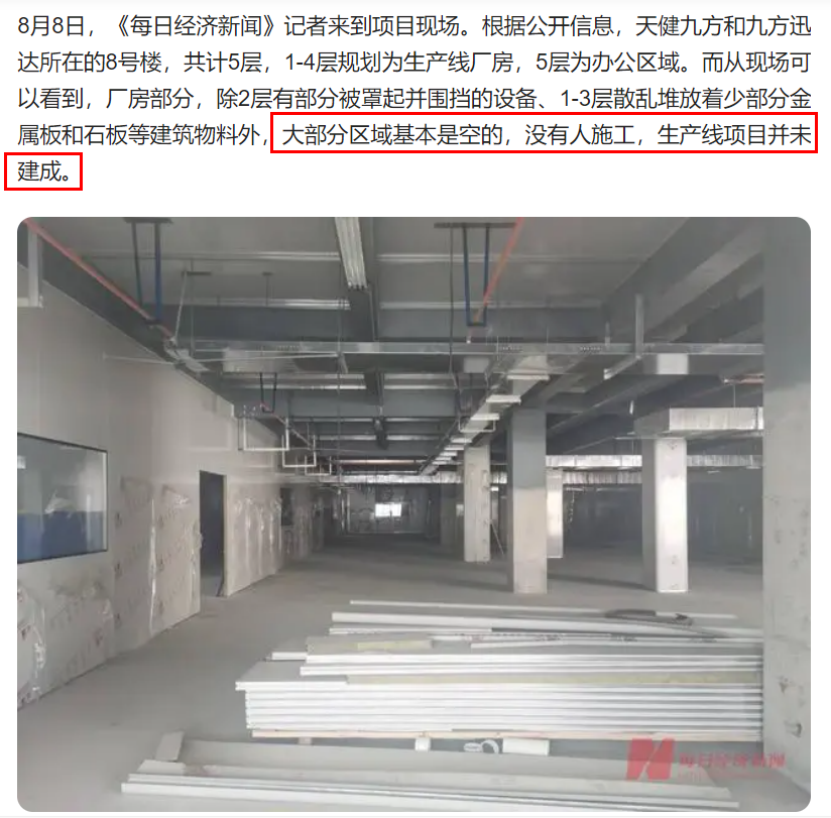 8月8日，《每日经济新闻》记者来到项目现场。根据公开信息，天健九方和九方迅
达所在的8号楼，共计5层，1-4层规划为生产线厂房，5层为办公区域。而从现场可
以看到，厂房部分，除2层有部分被罩起并围挡的设备、1-3层散乱堆放着少部分金
属板和石板等建筑物料外，大部分区域基本是空的，没有人施工，生产线项目并未
建成。
每日经济新闻